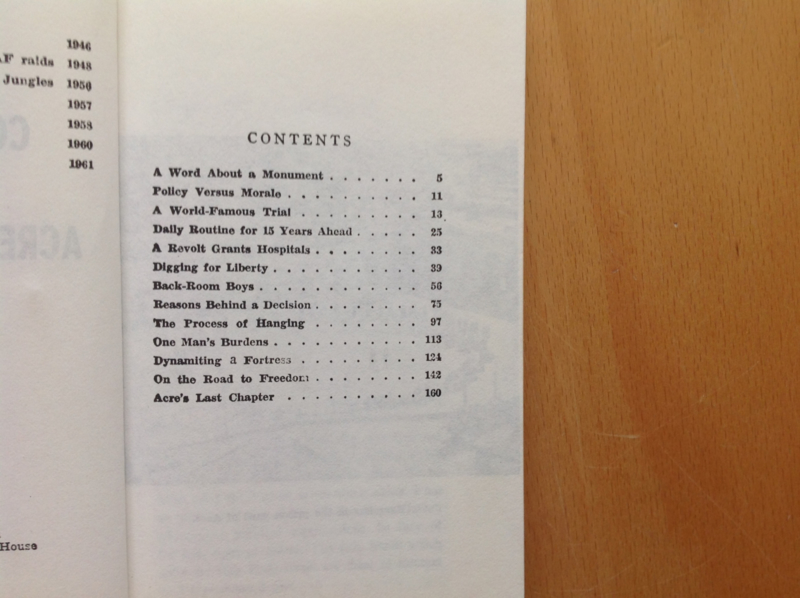 1946
AF raids 1948
Jungles 1956
1957
1958
1960
1961
House
CONTENTS
A Word About a Monument . . . . . . . 5
Policy Versus Morale . . . . . . . . . 11
A World-Famous Trial . . . . . . . . . 13
Daily Routine for 15 Years Ahead . . . . . 25
A Revolt Grants Hospitals . . . . . . . . 33
Digging for Liberty . . . . . . . . . . 39
Back-Room Boys . . . . . . . . . . . 56
Reasons Behind a Decision . . . . . . . . 75
The Process of Hanging . . . . . . . . 97
One Man's Burdens . . . . . . . . . . 113
Dynamiting a Fortress . . . . . . . . . 124
On the Road to Freedom . . . . . . . . 142
Acre's Last Chapter . . . . . . . . . . 160